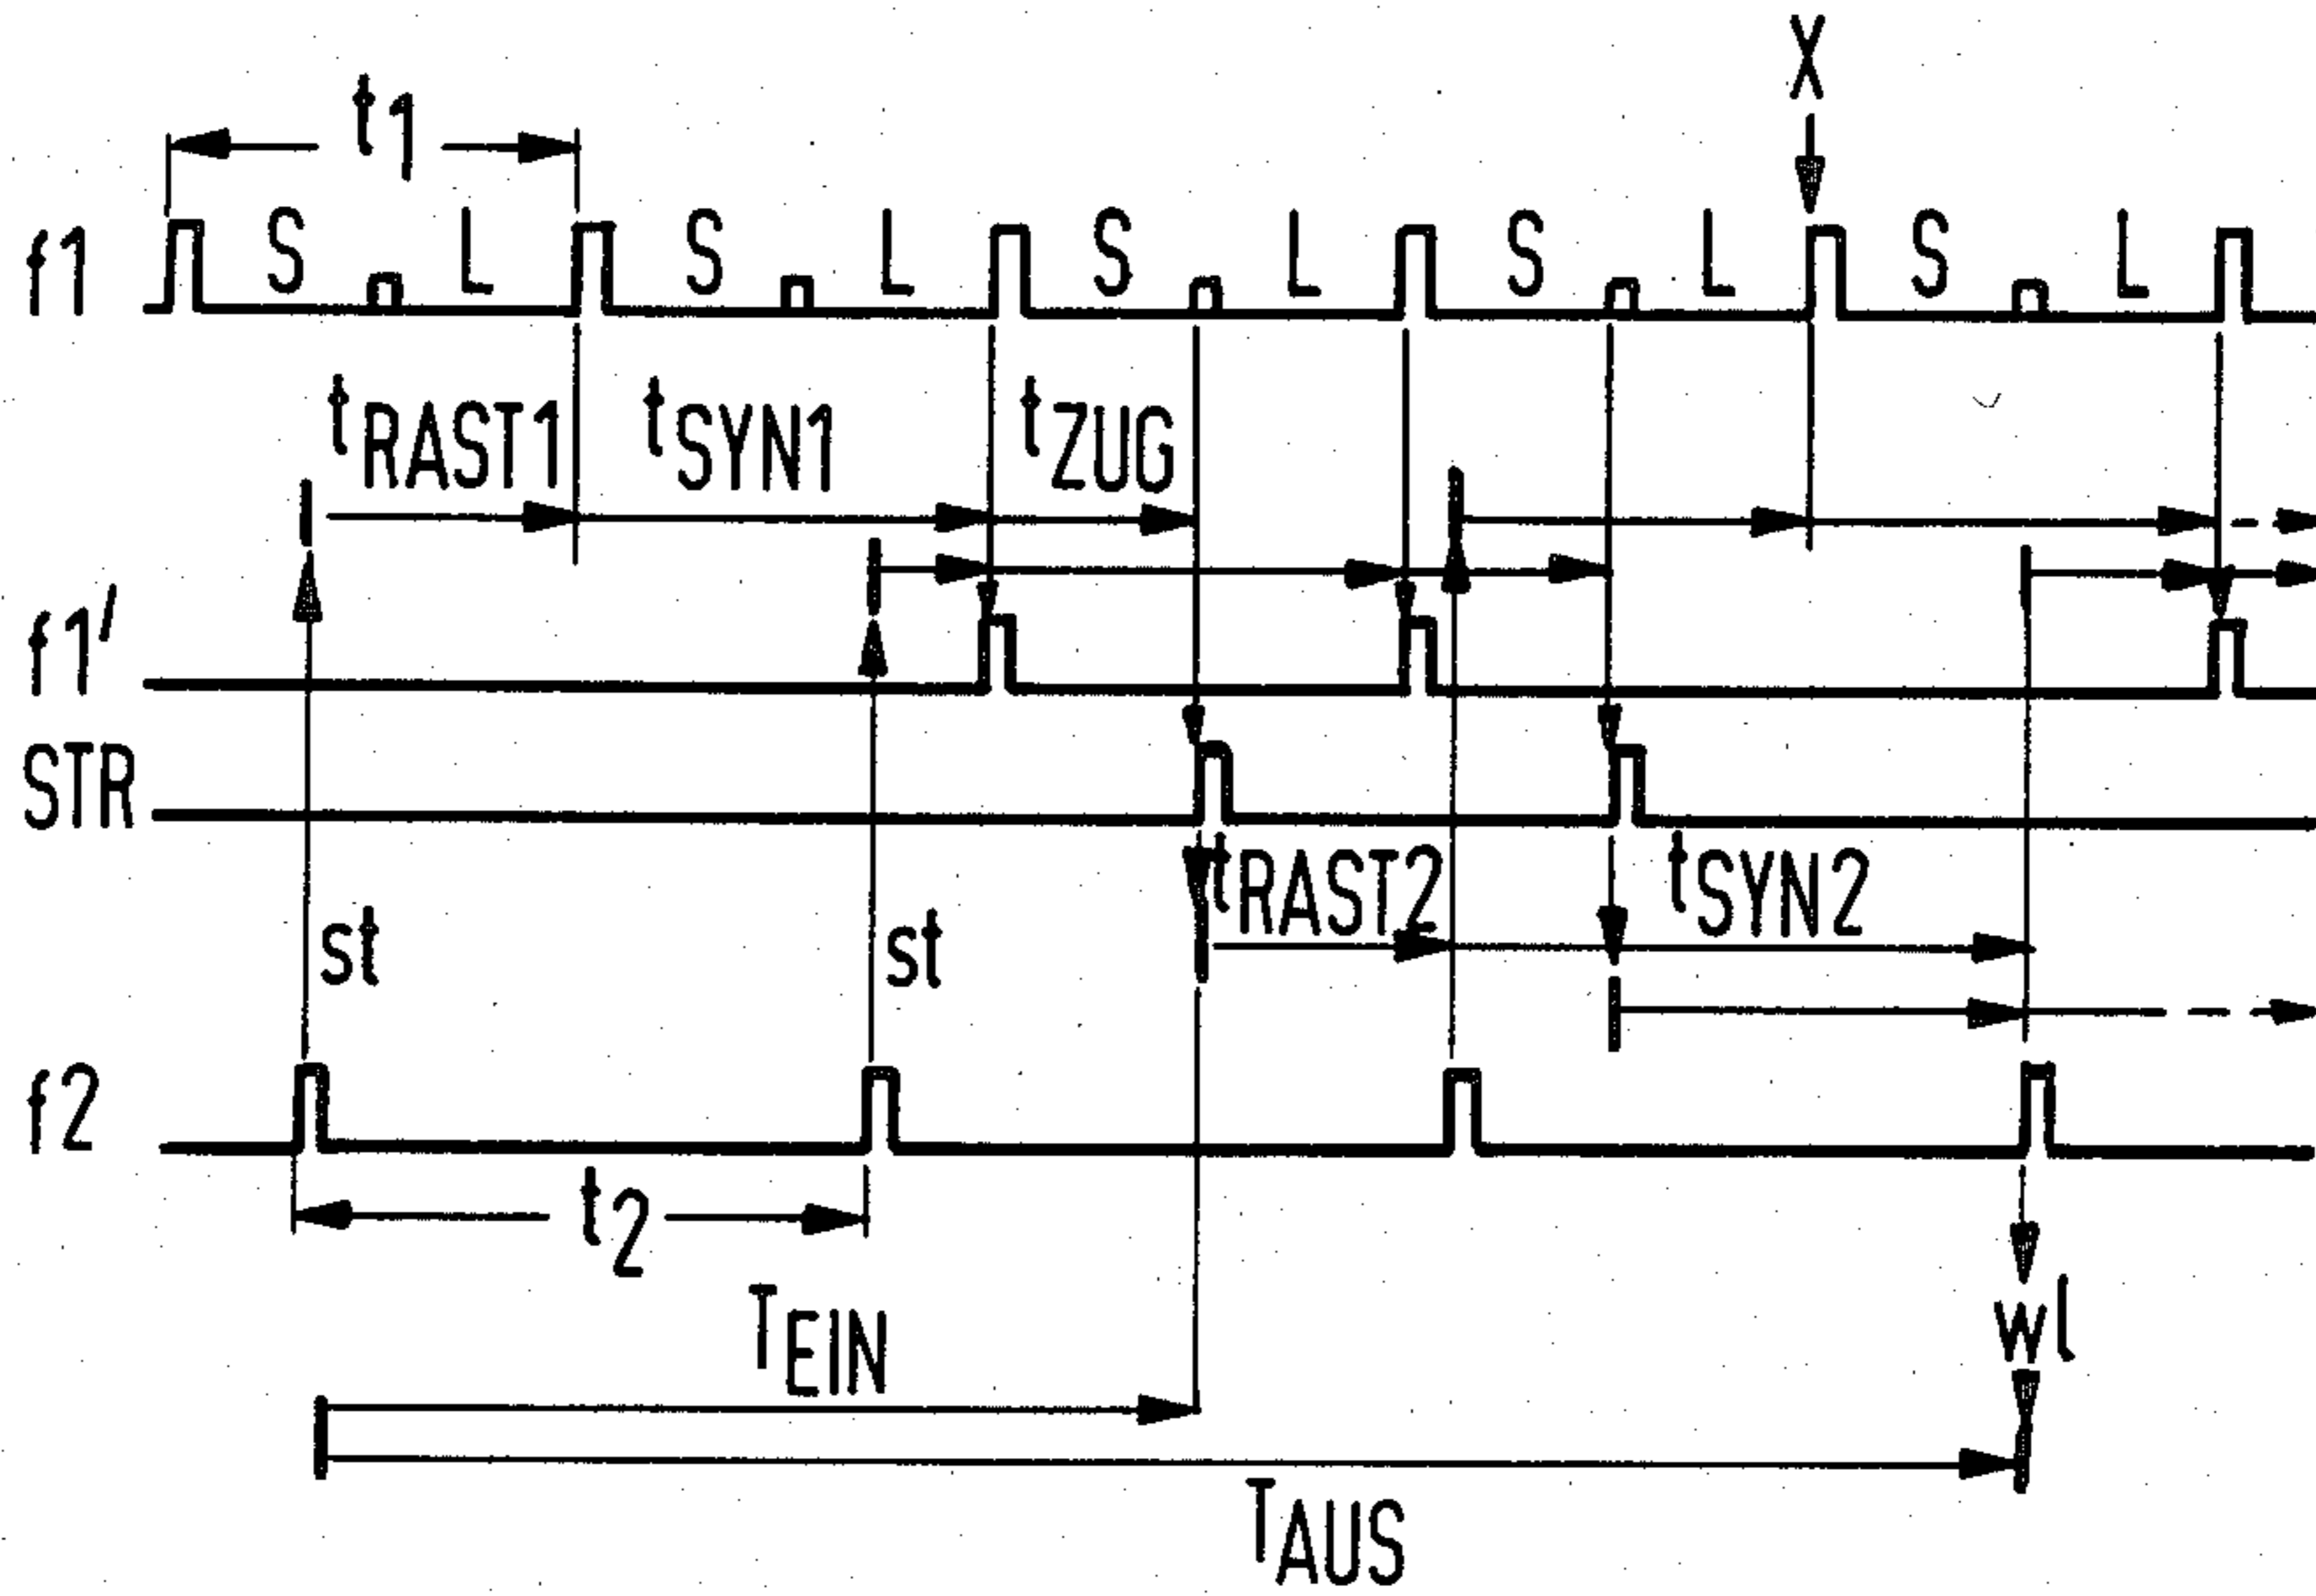 X
t1
f1 S L S L S L S L S L
tRAST1 tSYN1 tZUG
f1'
STR
tRAST2 tSYN2
st st
f2
t2
TEIN
wl
TAUS